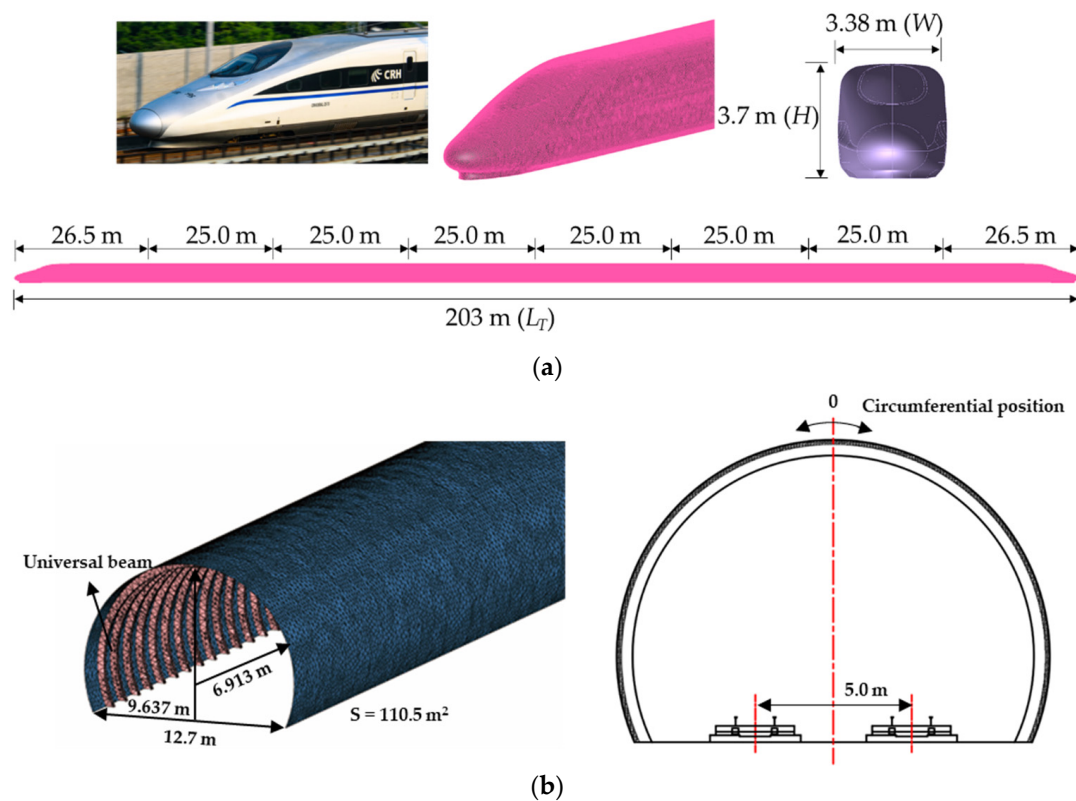 3.38 m (W)
CRH
3.7 m (H)
26.5 m
25.0 m
25.0 m
25.0 m
25.0 m
25.0 m
25.0 m
26.5 m
203 m (L_T)
(a)
0
Circumferential position
Universal beam
6.913 m
9.637 m
S = 110.5 m²
12.7 m
5.0 m
(b)